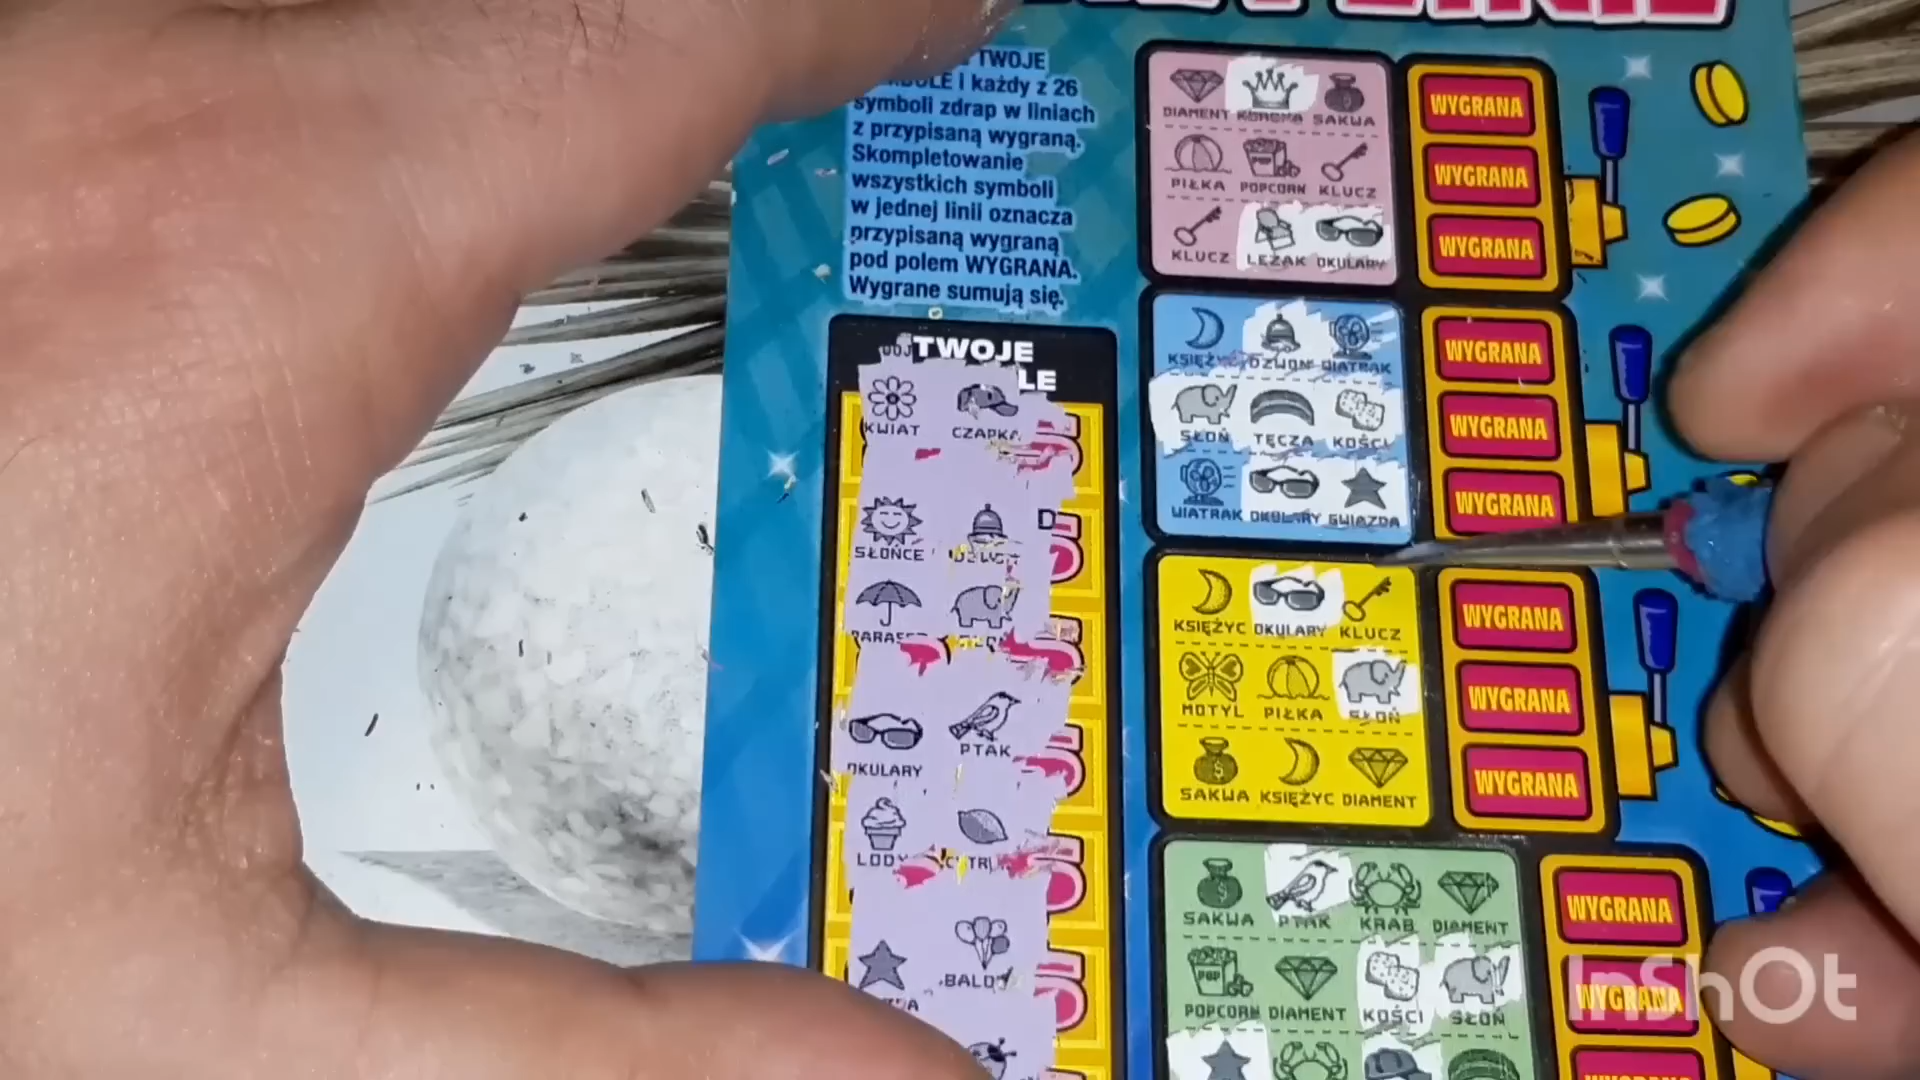 TWOJE
i każdy z 26
symboli zdrap w liniach
z przypisaną wygraną.
Skompletowanie
wszystkich symboli
w jednej linii oznacza
przypisaną wygraną
pod polem WYGRANA.
Wygrane sumują się.
TWOJE
KWIAT CZAPKA
SŁOŃCE
OKULARY PTAK
LODY
DIAMENT KORONA SAKWA
PIŁKA POPCORN KLUCZ
KLUCZ LEŻAK OKULARY
WYGRANA
WYGRANA
WYGRANA
KSIĘŻYC DZWON WIATRAK
SŁOŃ TĘCZA KOŚCI
WIATRAK OKULARY GWIAZDA
WYGRANA
WYGRANA
WYGRANA
KSIĘŻYC OKULARY KLUCZ
MOTYL PIŁKA SŁOŃ
SAKWA KSIĘŻYC DIAMENT
WYGRANA
WYGRANA
WYGRANA
SAKWA PTAK KRAB DIAMENT
POP
POPCORN DIAMENT KOŚCI SŁOŃ
WYGRANA
WYGRANA
InShOt